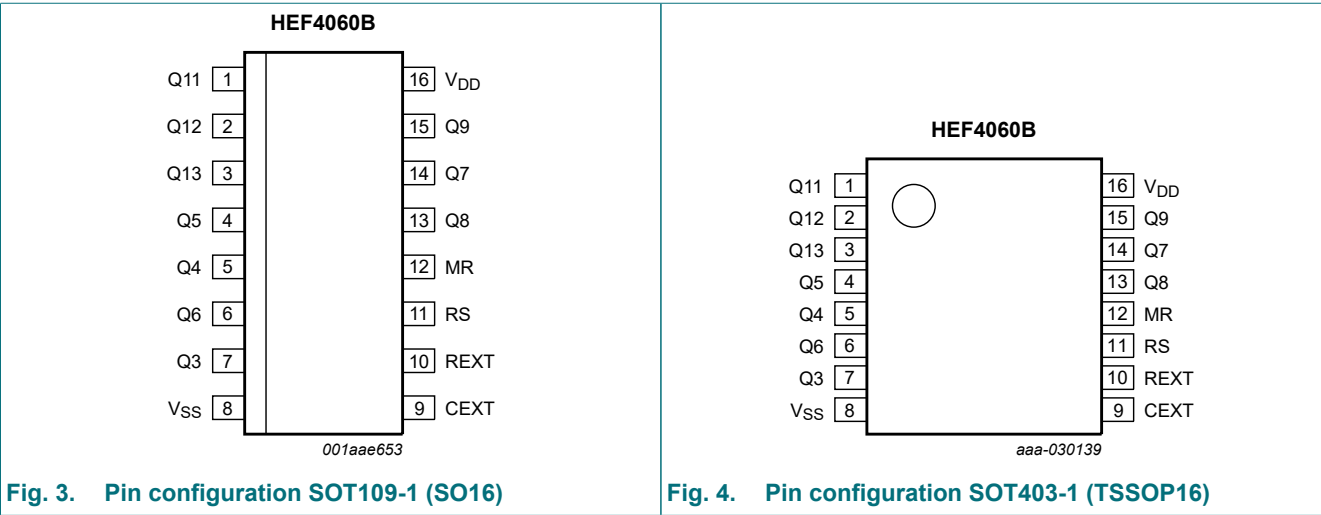 HEF4060B
Q11 1 16 VDD
Q12 2 15 Q9
Q13 3 14 Q7
Q5 4 13 Q8
Q4 5 12 MR
Q6 6 11 RS
Q3 7 10 REXT
VSS 8 9 CEXT
001aae653
Fig. 3. Pin configuration SOT109-1 (SO16)
HEF4060B
Q11 1 16 VDD
Q12 2 15 Q9
Q13 3 14 Q7
Q5 4 13 Q8
Q4 5 12 MR
Q6 6 11 RS
Q3 7 10 REXT
VSS 8 9 CEXT
aaa-030139
Fig. 4. Pin configuration SOT403-1 (TSSOP16)